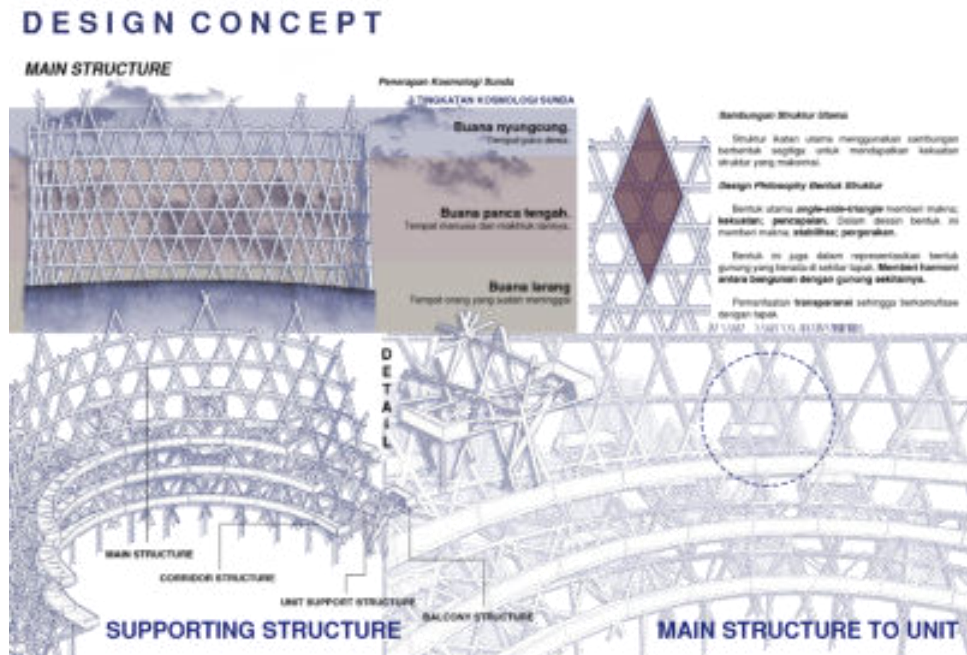 DESIGN CONCEPT
MAIN STRUCTURE
Penerapan Kosmologi Sunda
TINGKATAN KOSMOLOGI SUNDA
Buana nyungcung.
Tempat para dewa.
Buana panca tengah.
Tempat manusia dan makhluk lainnya.
Buana larang
Tempat orang yang sudah meninggal
Sambungan Struktur Utama
Struktur ikatan utama menggunakan sambungan
berbentuk segitiga untuk mendapatkan kekuatan
struktur yang maksimal.
Design Philosophy Bentuk Struktur
Bentuk utama angle-side-triangle memberi makna;
kekuatan; pencapaian. Dalam desain bentuk ini
memberi makna; stabilitas; pergerakan.
Bentuk ini juga dalam representasikan bentuk
gunung yang berada di sekitar tapak. Memberi harmoni
antara bangunan dengan gunung sekitarnya.
Pemanfaatan transparansi sehingga berkamuflase
dengan tapak
DETAIL
MAIN STRUCTURE
CORRIDOR STRUCTURE
UNIT SUPPORT STRUCTURE
BALCONY STRUCTURE
SUPPORTING STRUCTURE
MAIN STRUCTURE TO UNIT